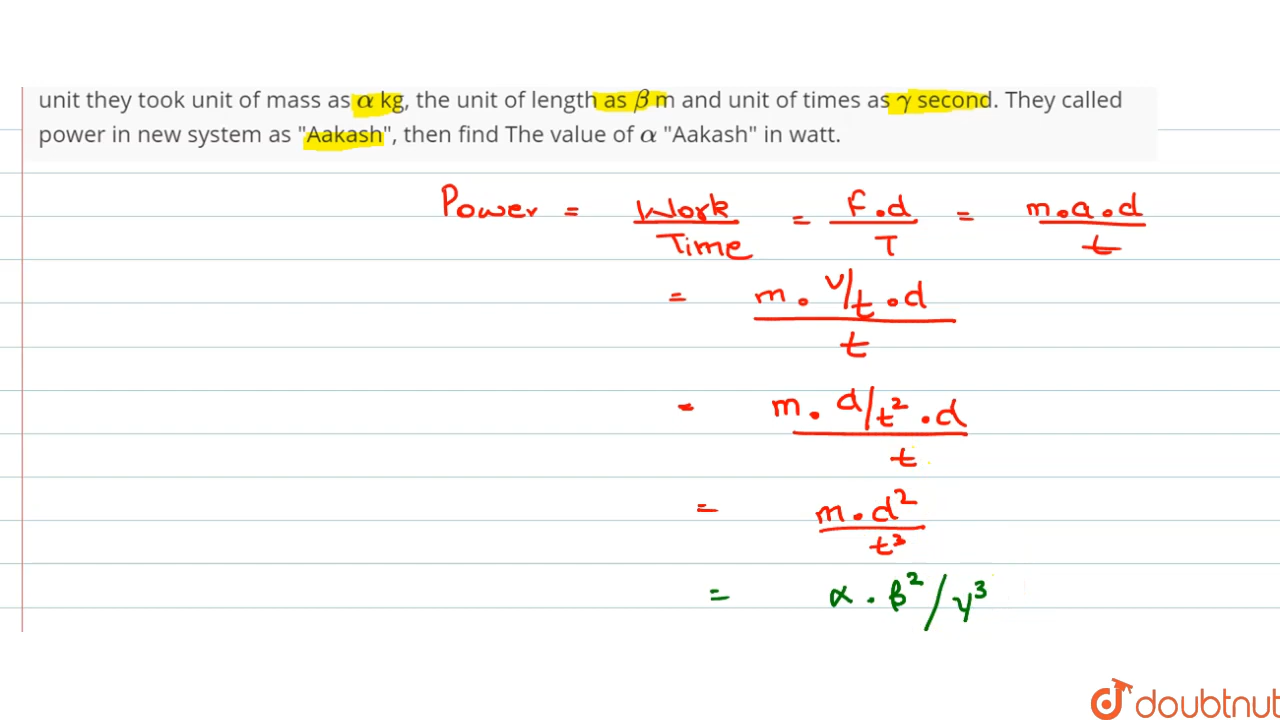 unit they took unit of mass as α kg, the unit of length as β m and unit of times as γ second. They called
power in new system as "Aakash", then find The value of α "Aakash" in watt.
Power = Work/Time = F.d/T = m.a.d/t
= m. v/t .d / t
= m. d/t² .d / t
= m.d²/t³
= α.β²/γ³
doubtnut